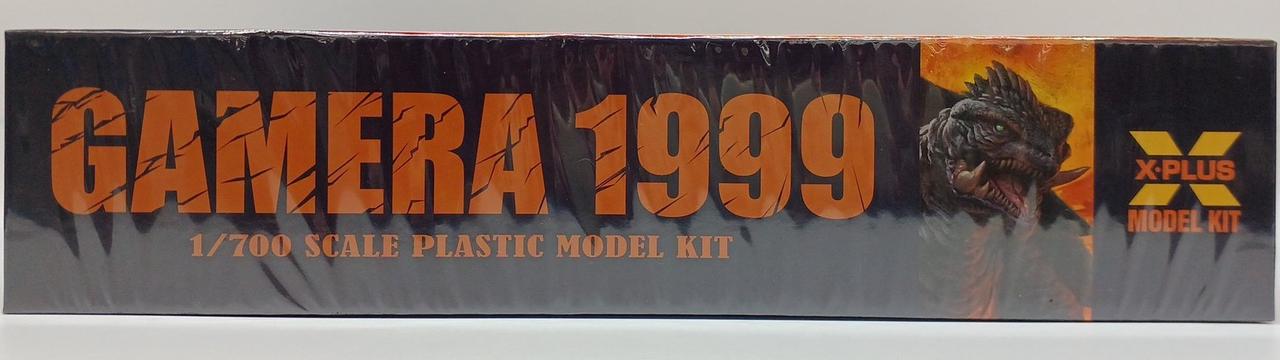 GAMERA 1999
1/700 SCALE PLASTIC MODEL KIT
X
X·PLUS
MODEL KIT